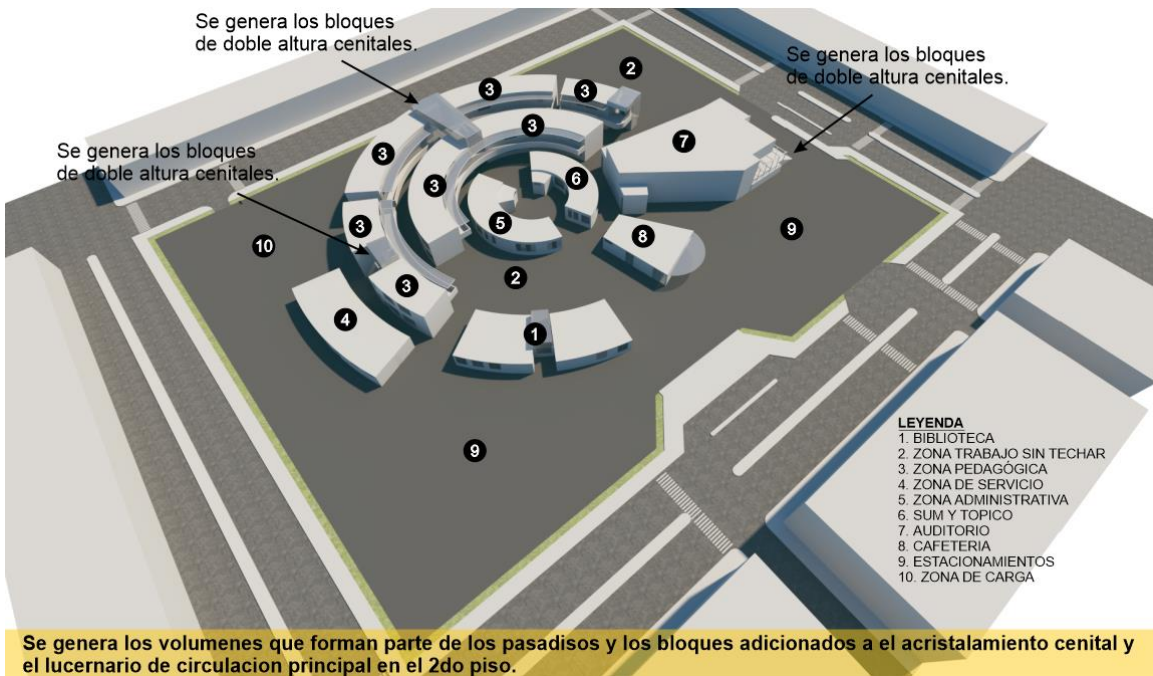 Se genera los bloques
de doble altura cenitales.
Se genera los bloques
de doble altura cenitales.
Se genera los bloques
de doble altura cenitales.
2
3
3
3
7
3
6
3
5
3
8
9
10
2
3
4
1
9
LEYENDA
1. BIBLIOTECA
2. ZONA TRABAJO SIN TECHAR
3. ZONA PEDAGÓGICA
4. ZONA DE SERVICIO
5. ZONA ADMINISTRATIVA
6. SUM Y TOPICO
7. AUDITORIO
8. CAFETERIA
9. ESTACIONAMIENTOS
10. ZONA DE CARGA
Se genera los volumenes que forman parte de los pasadisos y los bloques adicionados a el acristalamiento cenital y
el lucernario de circulacion principal en el 2do piso.